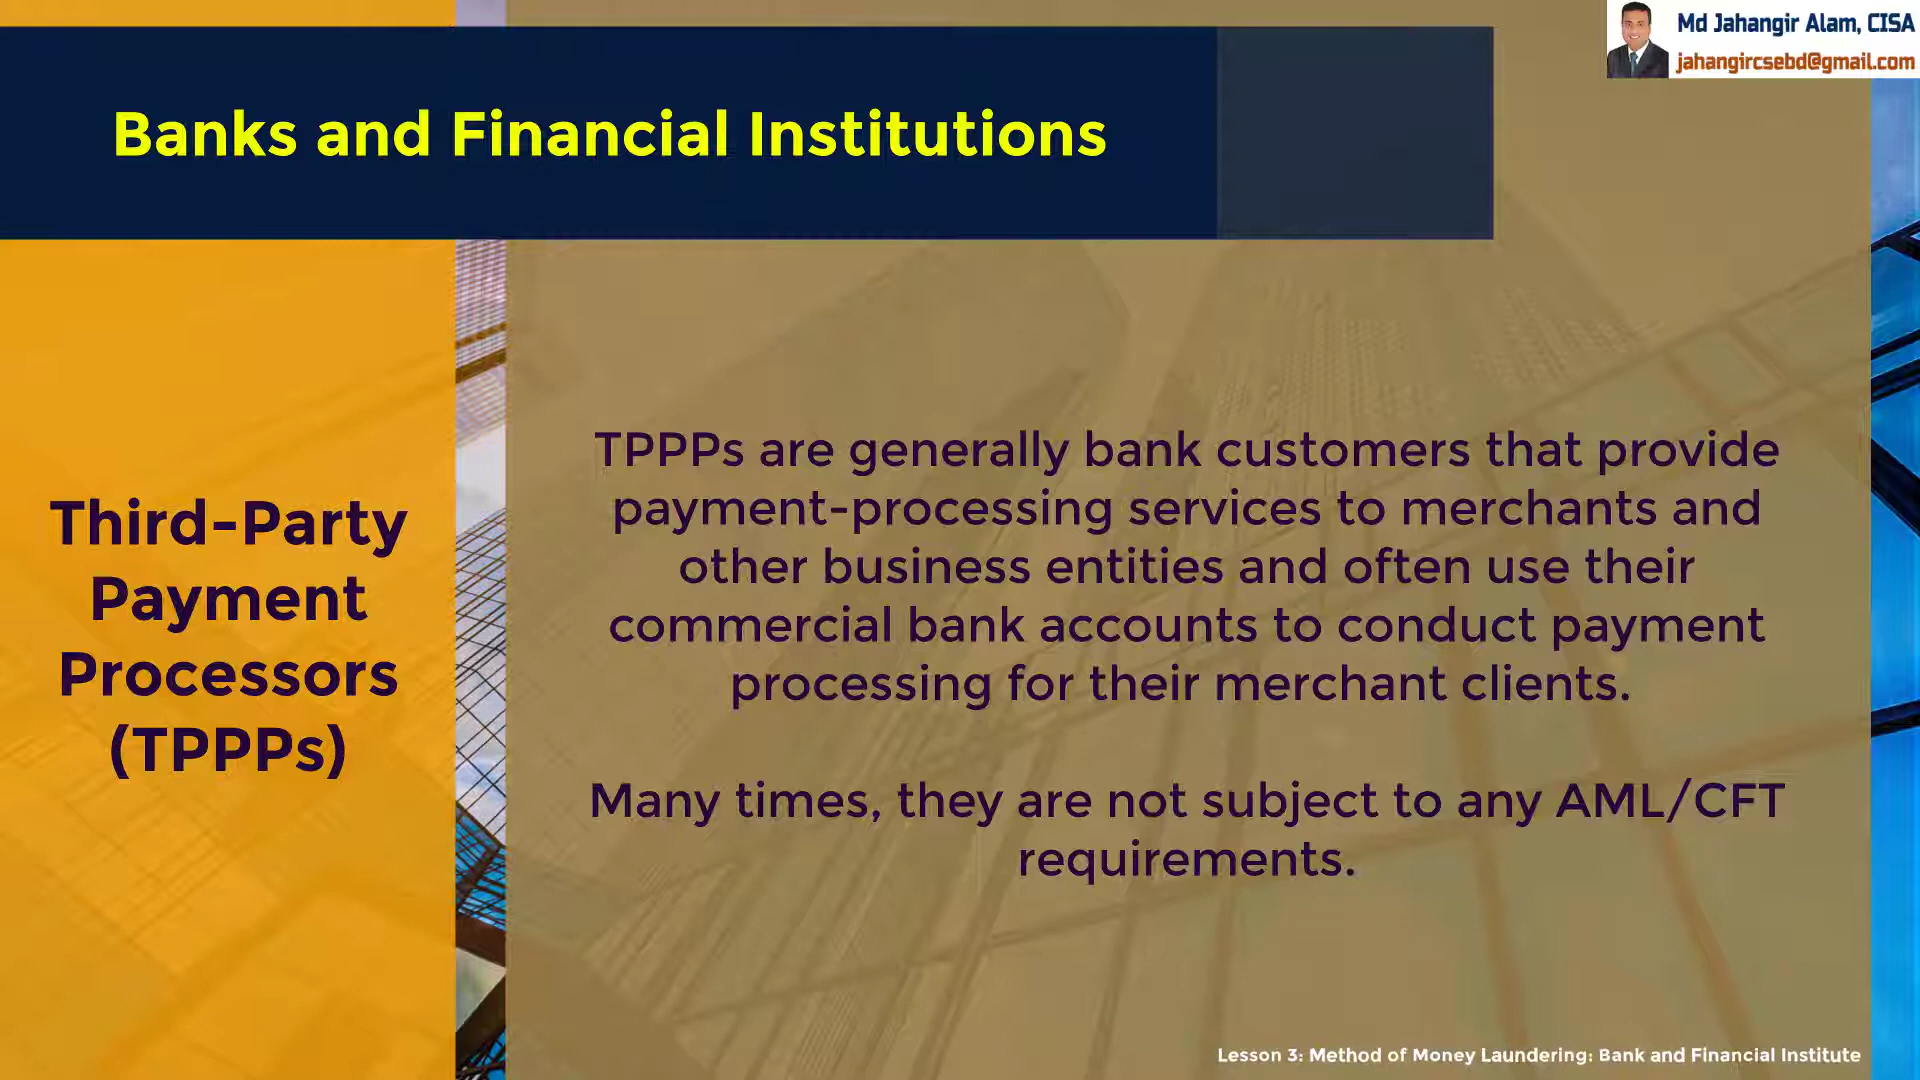 Md Jahangir Alam, CISA
jahangircsebd@gmail.com
Banks and Financial Institutions
Third-Party
Payment
Processors
(TPPPs)
TPPPs are generally bank customers that provide
payment-processing services to merchants and
other business entities and often use their
commercial bank accounts to conduct payment
processing for their merchant clients.
Many times, they are not subject to any AML/CFT
requirements.
Lesson 3: Method of Money Laundering: Bank and Financial Institute